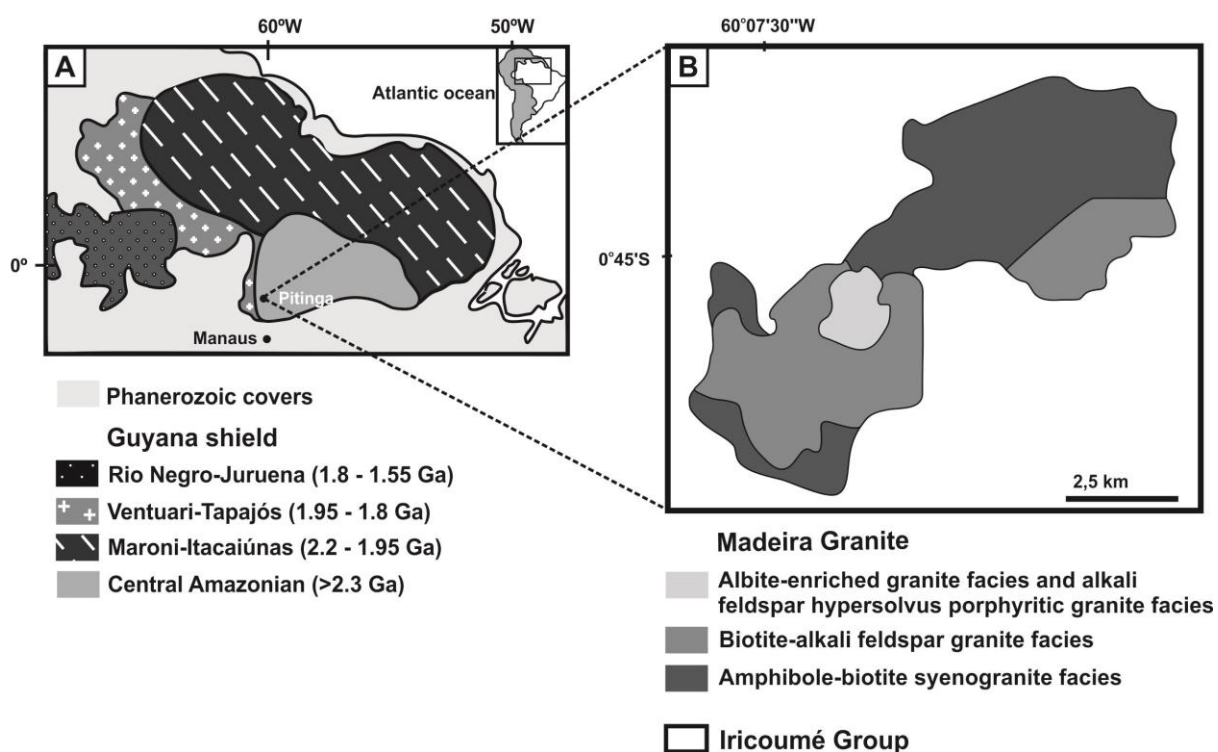 60ºW
50ºW
A
Atlantic ocean
0º
Pitinga
Manaus
Phanerozoic covers
Guyana shield
Rio Negro-Juruena (1.8 - 1.55 Ga)
Ventuari-Tapajós (1.95 - 1.8 Ga)
Maroni-Itacaiúnas (2.2 - 1.95 Ga)
Central Amazonian (>2.3 Ga)
60°07'30''W
B
0°45'S
2,5 km
Madeira Granite
Albite-enriched granite facies and alkali
feldspar hypersolvus porphyritic granite facies
Biotite-alkali feldspar granite facies
Amphibole-biotite syenogranite facies
Iricoumé Group